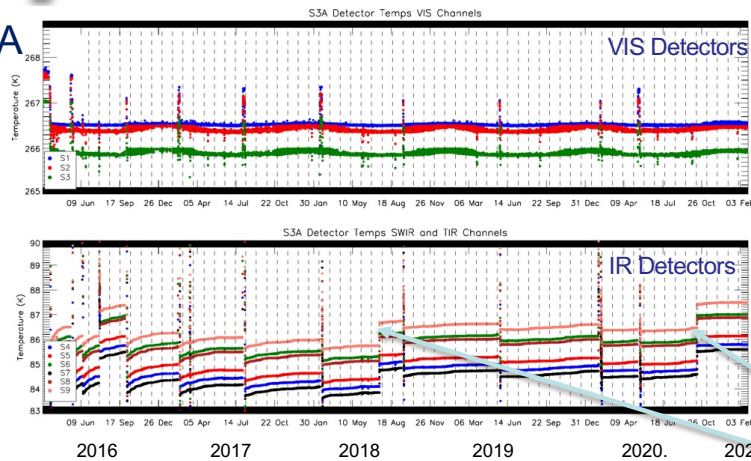 A
S3A Detector Temps VIS Channels
VIS Detectors
Temperature (K)
268
267
266
265
S1
S2
S3
09 Jun 17 Sep 26 Dec 05 Apr 14 Jul 22 Oct 30 Jan 10 May 18 Aug 26 Nov 06 Mar 14 Jun 22 Sep 31 Dec 09 Apr 18 Jul 26 Oct 03 Feb
S3A Detector Temps SWIR and TIR Channels
IR Detectors
Temperature (K)
90
89
88
87
86
85
84
83
S4
S5
S6
S7
S8
S9
09 Jun 17 Sep 26 Dec 05 Apr 14 Jul 22 Oct 30 Jan 10 May 18 Aug 26 Nov 06 Mar 14 Jun 22 Sep 31 Dec 09 Apr 18 Jul 26 Oct 03 Feb
2016 2017 2018 2019 2020.